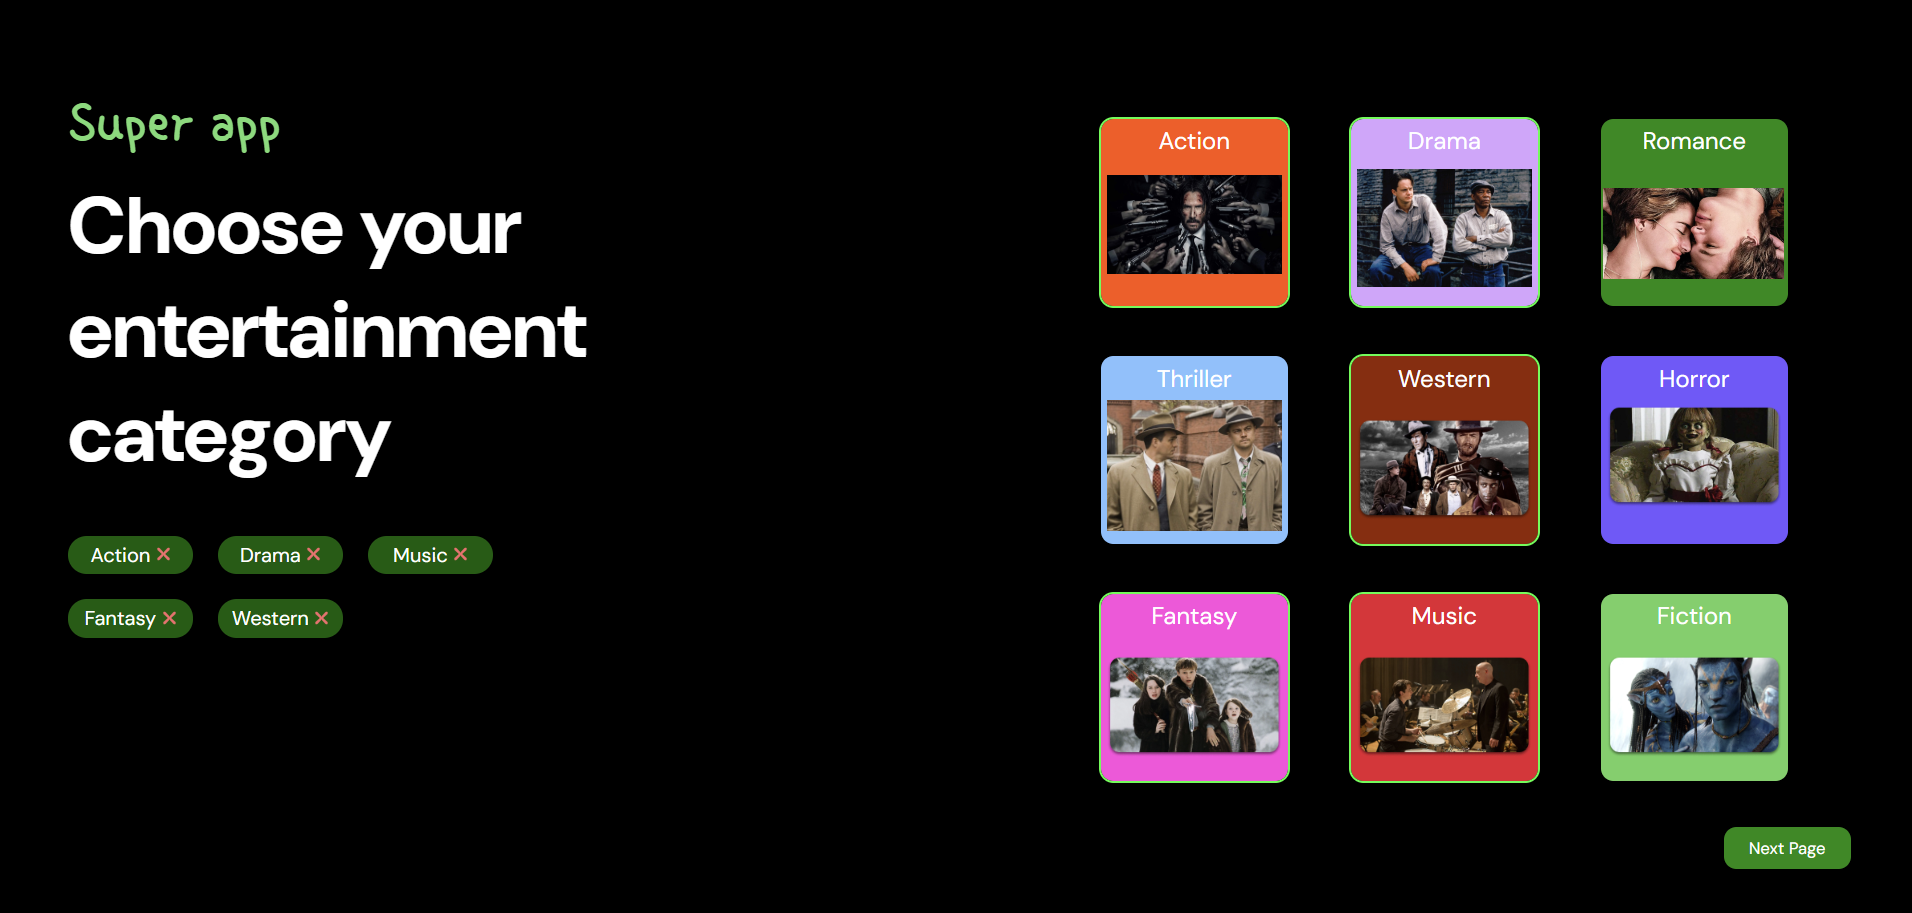 Super app
Choose your
entertainment
category
Action ✕
Drama ✕
Music ✕
Fantasy ✕
Western ✕
Action
Drama
Romance
Thriller
Western
Horror
Fantasy
Music
Fiction
Next Page